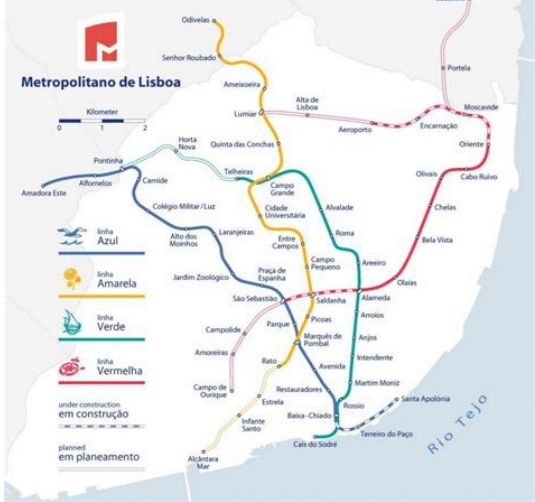 Odivelas
Senhor Roubado
Ameixoeira
Portela
Metropolitano de Lisboa
Lumiar
Alta de
Lisboa
Moscavide
Kilometer
0 1 2
Aeroporto
Encarnação
Horta
Nova
Quinta das Conchas
Oriente
Pontinha
Telheiras
Campo
Grande
Olivais
Cabo Ruivo
Amadora Este
Alfornelos
Carnide
Colégio Militar/Luz
Cidade
Universitária
Alvalade
Chelas
linha
Azul
Alto dos
Moinhos
Laranjeiras
Roma
Entre
Campos
Bela Vista
linha
Amarela
Jardim Zoológico
Praça de
Espanha
Campo
Pequeno
Areeiro
Olaias
São Sebastião
Saldanha
Alameda
linha
Verde
Campolide
Parque
Picoas
Arroios
Marquês de
Pombal
Anjos
Amoreiras
Rato
Intendente
linha
Vermelha
Avenida
Campo de
Ourique
Restauradores
Martim Moniz
under construction
em construção
Estrela
Baixa-Chiado
Rossio
Santa Apolónia
Infante
Santo
Terreiro do Paço
Rio Tejo
planned
em planeamento
Cais do Sodré
Alcântara
Mar